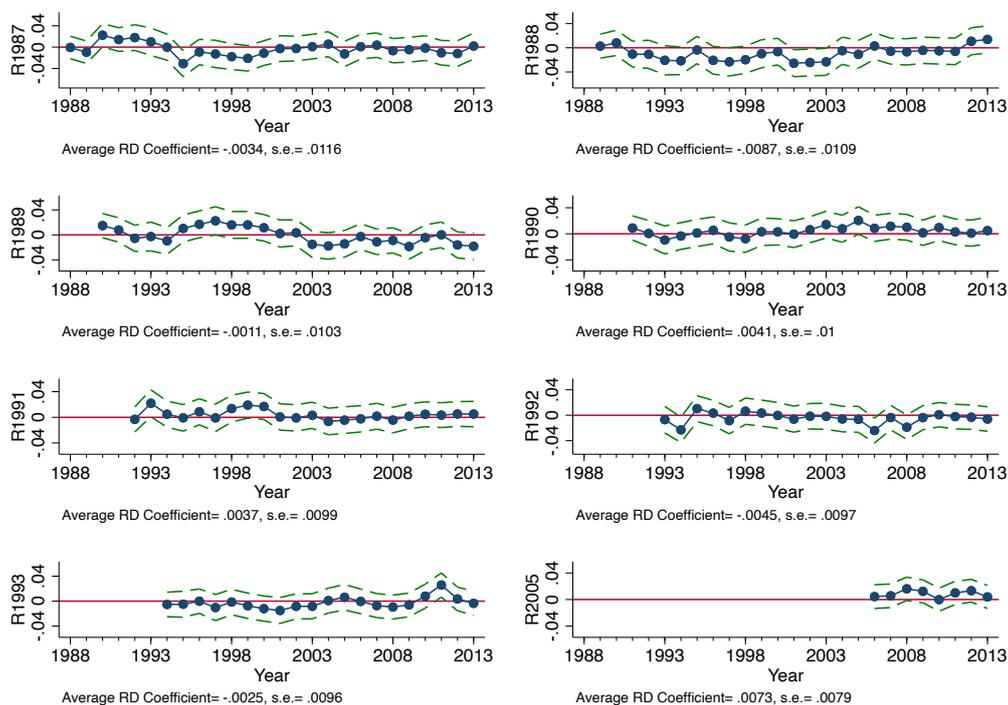 R1987
.04
0
-.04
1988 1993 1998 2003 2008 2013
Year
Average RD Coefficient= -.0034, s.e.= .0116
R1988
.04
0
-.04
1988 1993 1998 2003 2008 2013
Year
Average RD Coefficient= -.0087, s.e.= .0109
R1989
.04
0
-.04
1988 1993 1998 2003 2008 2013
Year
Average RD Coefficient= -.0011, s.e.= .0103
R1990
.04
0
-.04
1988 1993 1998 2003 2008 2013
Year
Average RD Coefficient= .0041, s.e.= .01
R1991
.04
0
-.04
1988 1993 1998 2003 2008 2013
Year
Average RD Coefficient= .0037, s.e.= .0099
R1992
.04
0
-.04
1988 1993 1998 2003 2008 2013
Year
Average RD Coefficient= -.0045, s.e.= .0097
R1993
.04
0
-.04
1988 1993 1998 2003 2008 2013
Year
Average RD Coefficient= -.0025, s.e.= .0096
R2005
.04
0
-.04
1988 1993 1998 2003 2008 2013
Year
Average RD Coefficient= .0073, s.e.= .0079